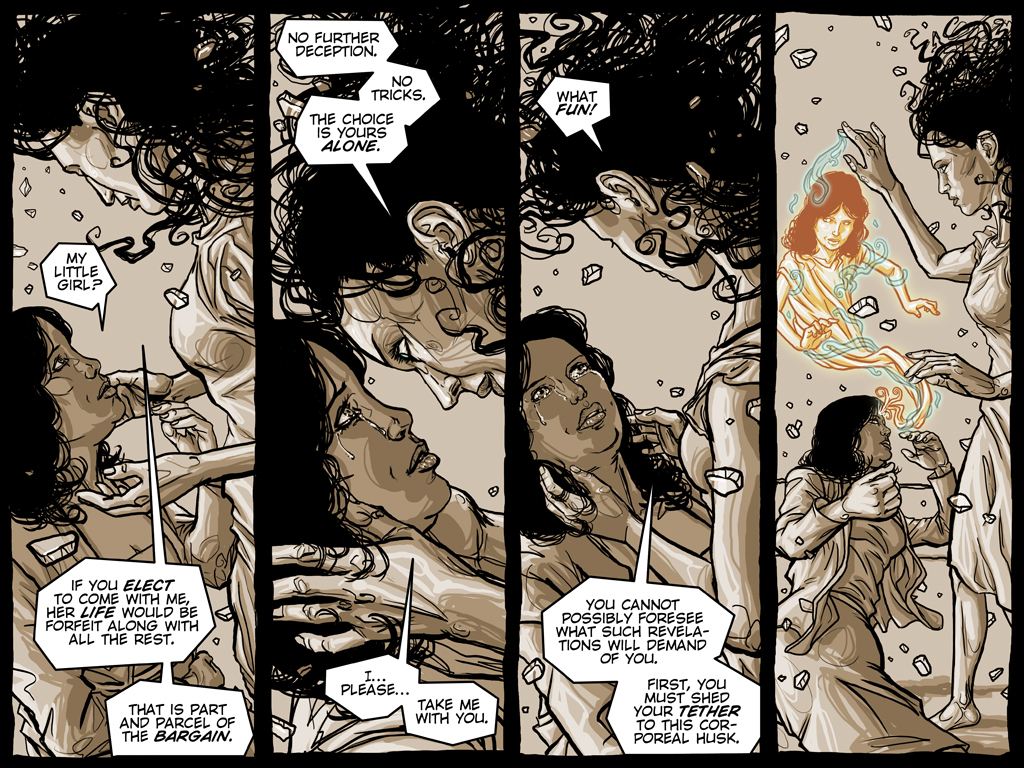 MY
LITTLE
GIRL?
IF YOU ELECT
TO COME WITH ME,
HER LIFE WOULD BE
FORFEIT ALONG WITH
ALL THE REST.
THAT IS PART
AND PARCEL OF
THE BARGAIN.
NO FURTHER
DECEPTION.
NO
TRICKS.
THE CHOICE
IS YOURS
ALONE.
I...
PLEASE...
TAKE ME
WITH YOU.
WHAT
FUN!
YOU CANNOT
POSSIBLY FORESEE
WHAT SUCH REVELA-
TIONS WILL DEMAND
OF YOU.
FIRST, YOU
MUST SHED
YOUR TETHER
TO THIS COR-
POREAL HUSK.